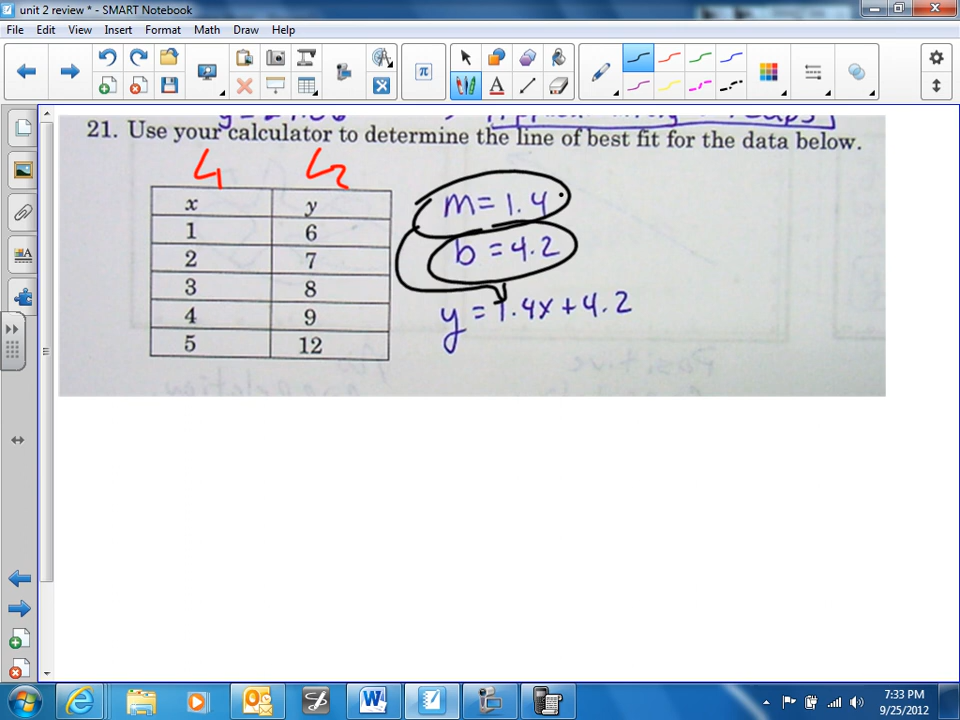 unit 2 review * - SMART Notebook
File Edit View Insert Format Math Draw Help
π
A
21. Use your calculator to determine the line of best fit for the data below.
L1 L2
x y
1 6
2 7
3 8
4 9
5 12
m = 1.4
b = 4.2
y = 1.4x + 4.2
7:33 PM
9/25/2012